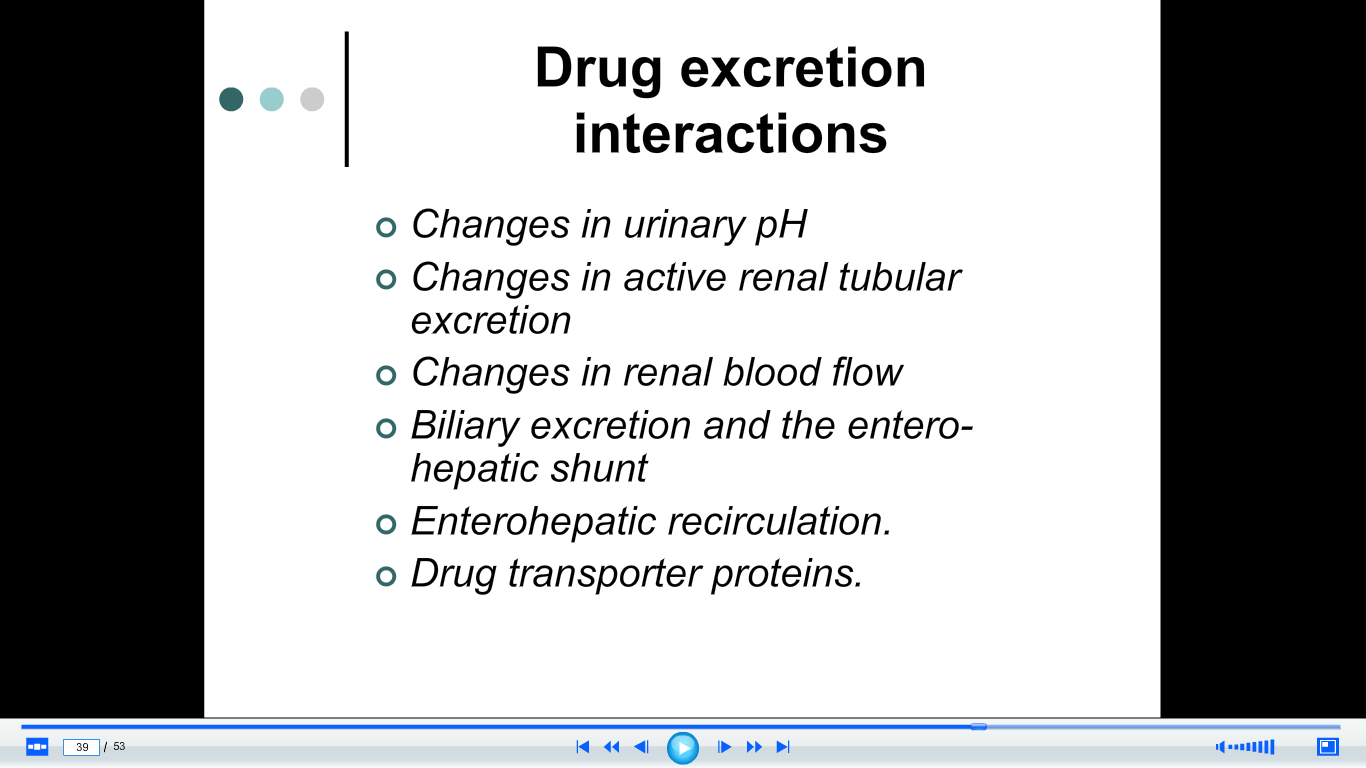 Drug excretion
interactions
Changes in urinary pH
Changes in active renal tubular
excretion
Changes in renal blood flow
Biliary excretion and the entero-
hepatic shunt
Enterohepatic recirculation.
Drug transporter proteins.
39 / 53